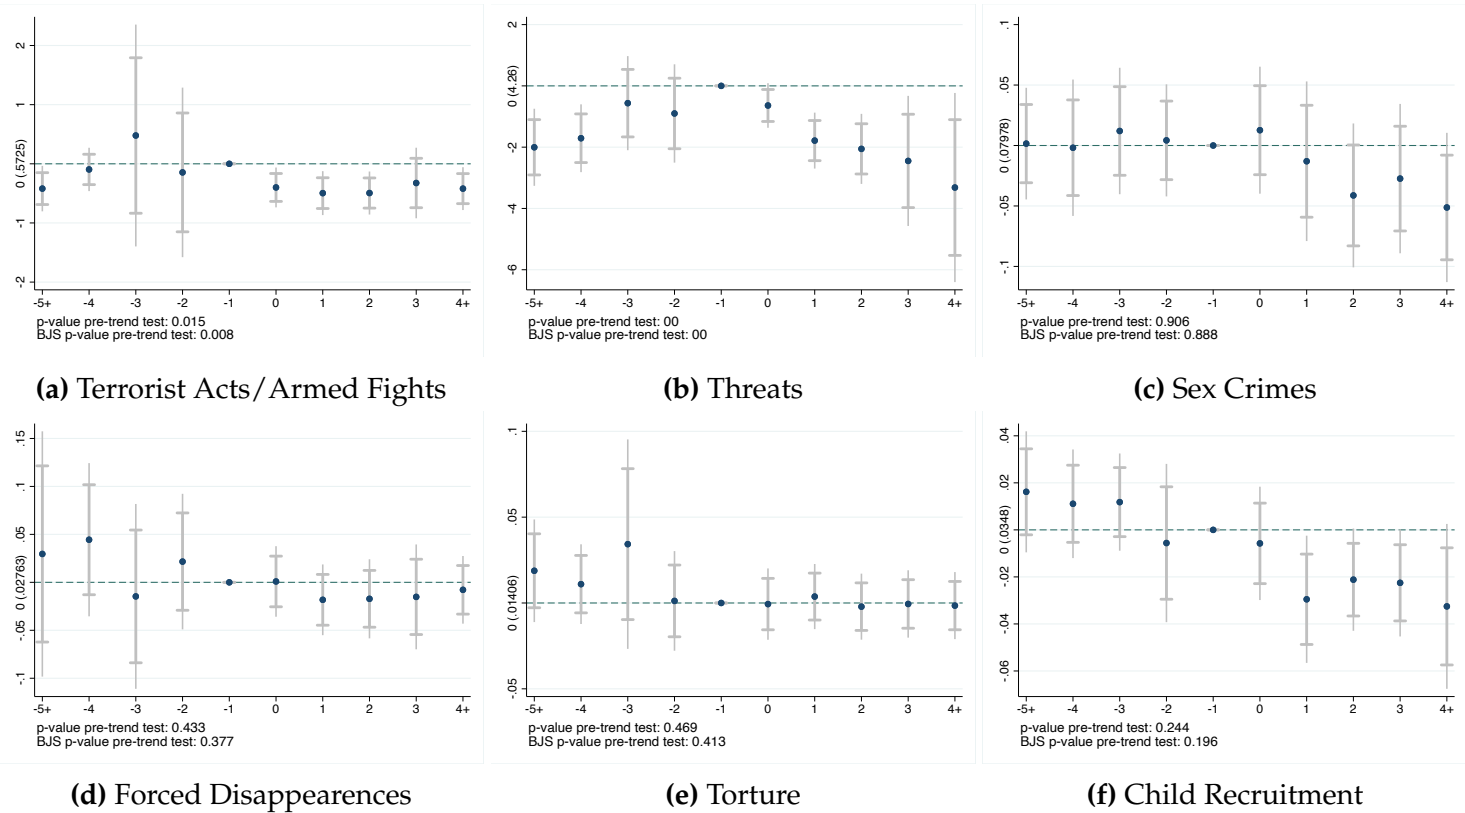 2
1
0 (.5725)
-1
-2
-5+ -4 -3 -2 -1 0 1 2 3 4+
p-value pre-trend test: 0.015
BJS p-value pre-trend test: 0.008
(a) Terrorist Acts/Armed Fights
2
0 (4.26)
-2
-4
-6
-5+ -4 -3 -2 -1 0 1 2 3 4+
p-value pre-trend test: 00
BJS p-value pre-trend test: 00
(b) Threats
.1
.05
0 (.07978)
-.05
-.1
-5+ -4 -3 -2 -1 0 1 2 3 4+
p-value pre-trend test: 0.906
BJS p-value pre-trend test: 0.888
(c) Sex Crimes
.15
.1
.05
0 (.02763)
-.05
-.1
-5+ -4 -3 -2 -1 0 1 2 3 4+
p-value pre-trend test: 0.433
BJS p-value pre-trend test: 0.377
(d) Forced Disappearences
.1
.05
0 (.01406)
-.05
-5+ -4 -3 -2 -1 0 1 2 3 4+
p-value pre-trend test: 0.469
BJS p-value pre-trend test: 0.413
(e) Torture
.04
.02
0 (.0348)
-.02
-.04
-.06
-5+ -4 -3 -2 -1 0 1 2 3 4+
p-value pre-trend test: 0.244
BJS p-value pre-trend test: 0.196
(f) Child Recruitment